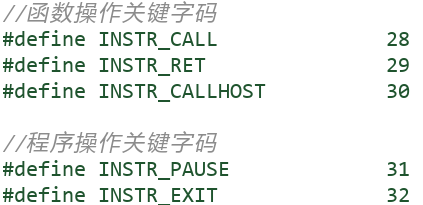 //函数操作关键字码
#define INSTR_CALL 28
#define INSTR_RET 29
#define INSTR_CALLHOST 30
//程序操作关键字码
#define INSTR_PAUSE 31
#define INSTR_EXIT 32